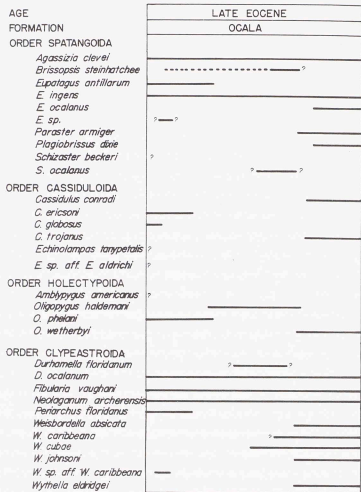 AGE LATE EOCENE
FORMATION OCALA
ORDER SPATANGOIDA
Agassizia clevei
Brissopsis steinhatchee ?
Eupatagus antillarum
E. ingens
E. ocalanus
E. sp. ? ?
Paraster armiger
Plagiobrissus dixie
Schizaster beckeri ?
S. ocalanus ? ?
ORDER CASSIDULOIDA
Cassidulus conradi
C. ericsoni
C. globosus
C. trojanus
Echinolampas tanypetalis ?
E. sp. aff. E. aldrichi ?
ORDER HOLECTYPOIDA
Amblypygus americanus ?
Oligopygus haldemani
O. phelani
O. wetherbyi
ORDER CLYPEASTROIDA
Durhamella floridanum ? ?
D. ocalanum
Fibularia vaughani
Neolaganum archerensis
Periarchus floridanus
Weisbordella absicata
W. caribbeana ?
W. cubae
W. johnsoni
W. sp. aff. W. caribbeana
Wythella eldridgei